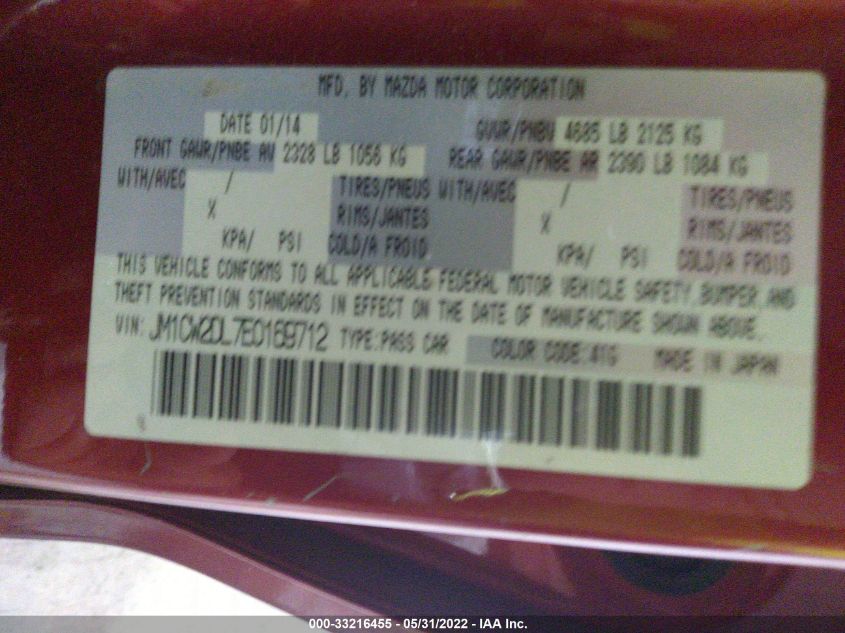 MFD. BY MAZDA MOTOR CORPORATION
DATE 01/14 GVWR/PNBV 4685 LB 2125 KG
FRONT GAWR/PNBE AV 2328 LB 1056 KG REAR GAWR/PNBE AR 2390 LB 1084 KG
WITH/AVEC / TIRES/PNEUS WITH/AVEC / TIRES/PNEUS
X RIMS/JANTES X RIMS/JANTES
KPA/ PSI COLD/A FROID KPA/ PSI COLD/A FROID
THIS VEHICLE CONFORMS TO ALL APPLICABLE FEDERAL MOTOR VEHICLE SAFETY, BUMPER, AND
THEFT PREVENTION STANDARDS IN EFFECT ON THE DATE OF MANUFACTURE SHOWN ABOVE.
VIN: JM1CW2DL7E0169712 TYPE:PASS CAR COLOR CODE:41G MADE IN JAPAN
000-33216455 - 05/31/2022 - IAA Inc.